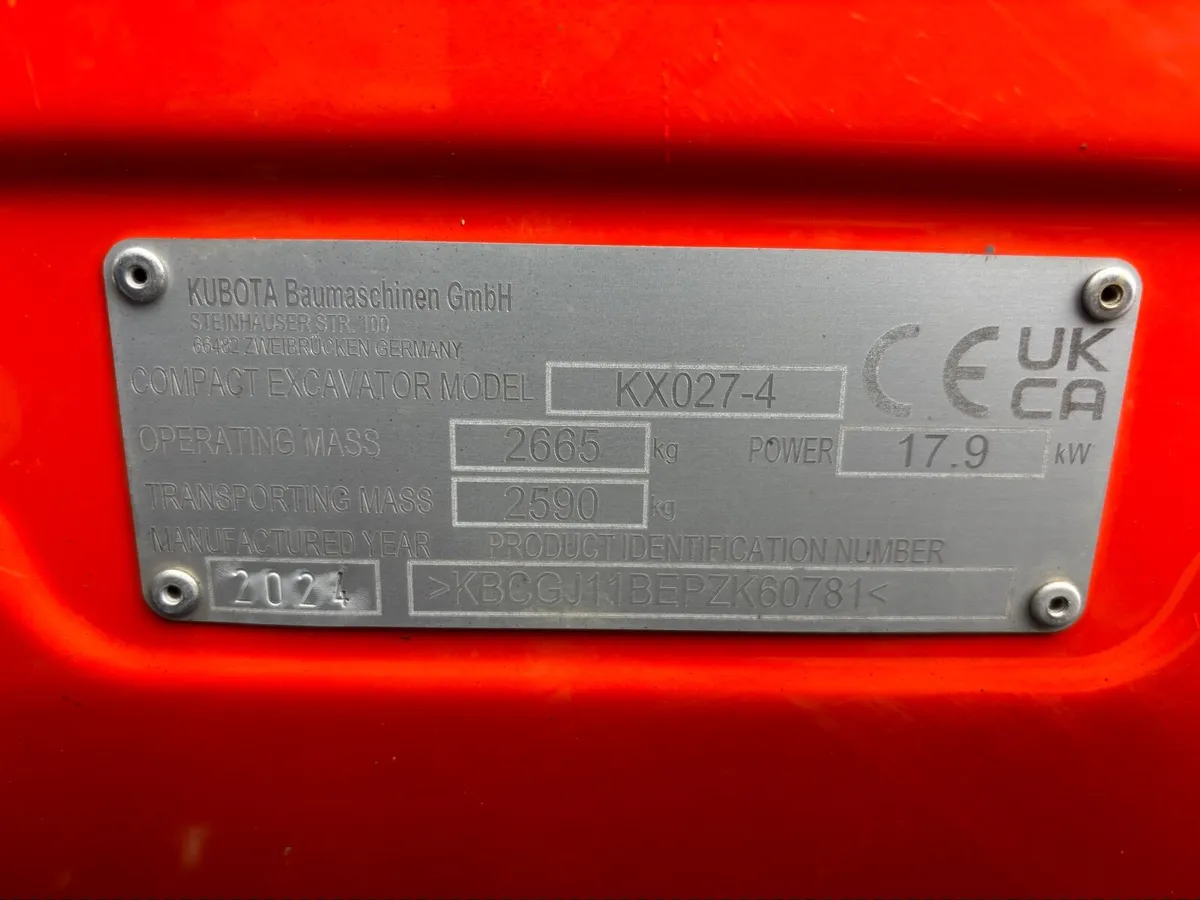 KUBOTA Baumaschinen GmbH
STEINHAUSER STR. 100
66482 ZWEIBRÜCKEN GERMANY
COMPACT EXCAVATOR MODEL KX027-4
CE UK CA
OPERATING MASS 2665 kg POWER 17.9 kW
TRANSPORTING MASS 2590 kg
MANUFACTURED YEAR PRODUCT IDENTIFICATION NUMBER
2024 >KBCGJ11BEPZK60781<